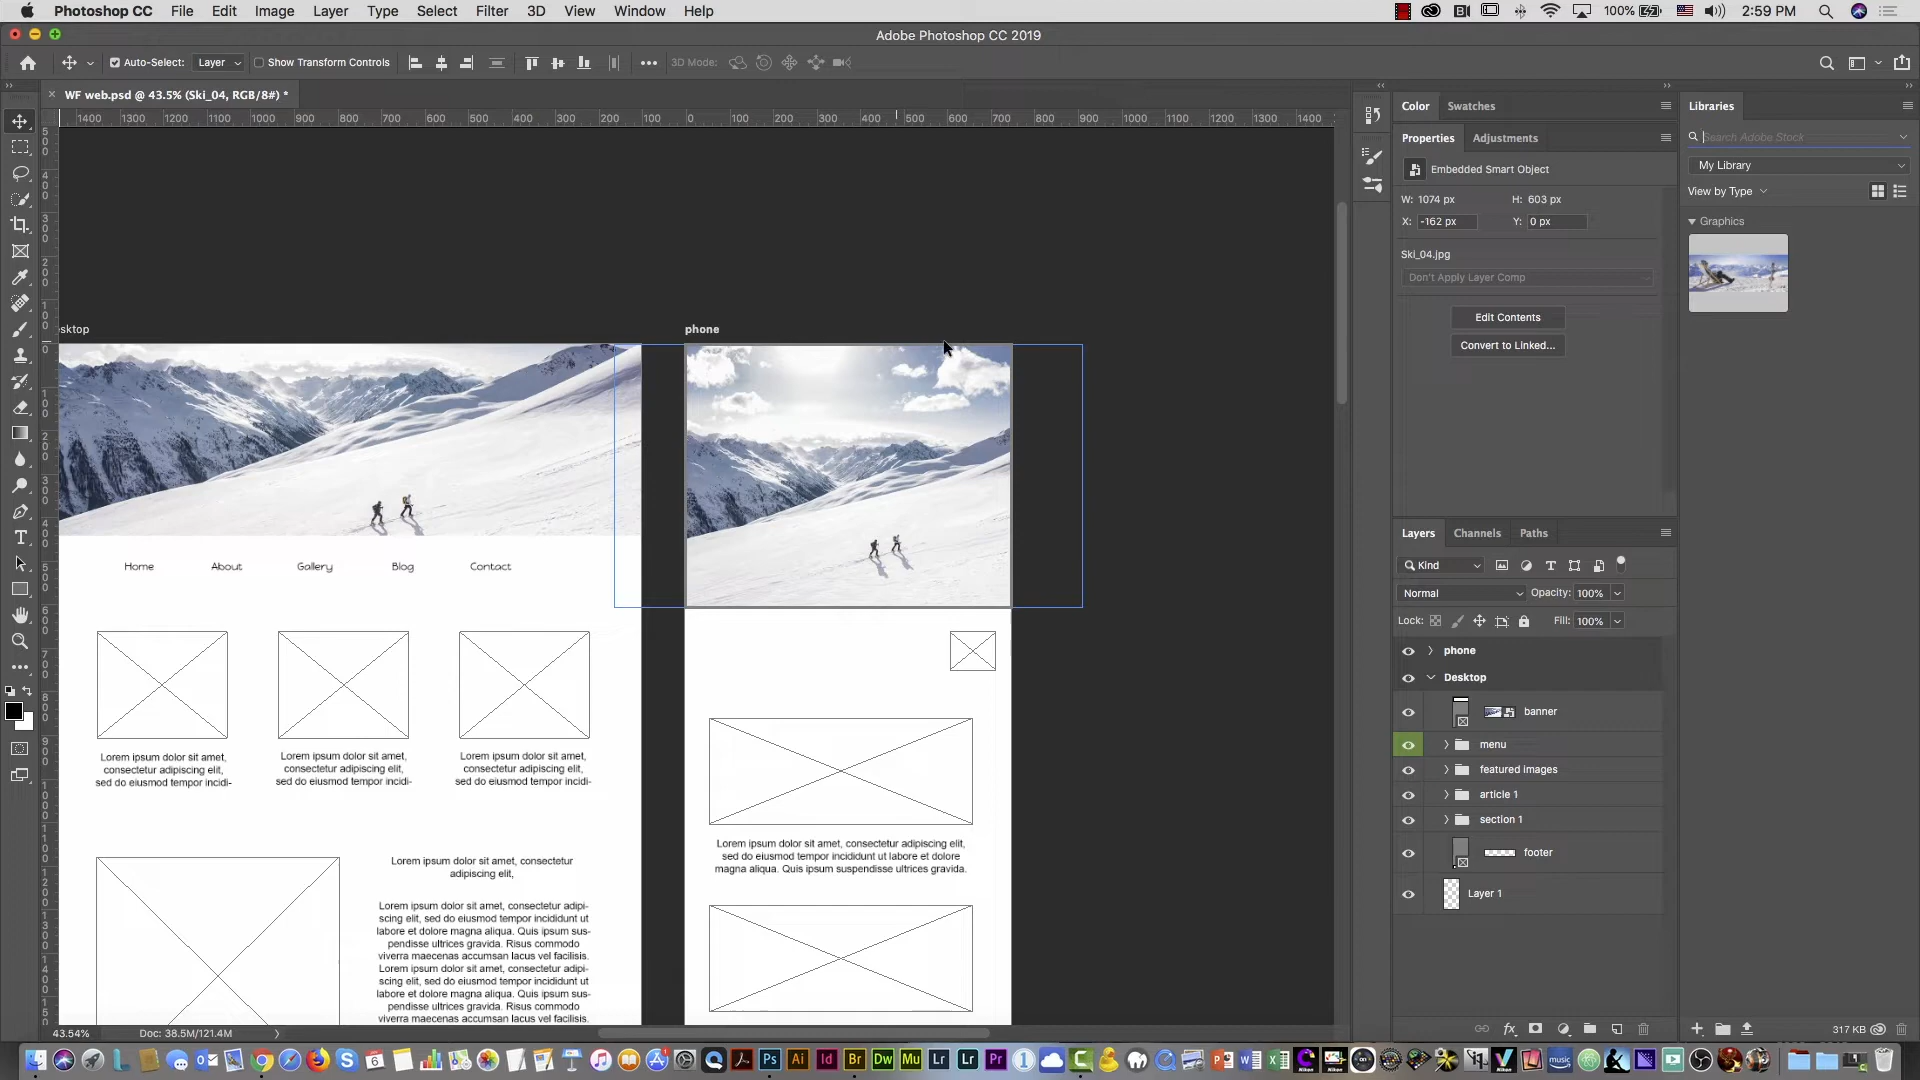 Photoshop CC File Edit Image Layer Type Select Filter 3D View Window Help
100% 2:59 PM
Adobe Photoshop CC 2019
Auto-Select: Layer Show Transform Controls 3D Mode:
WF web.psd @ 43.5% (Ski_04, RGB/8#) *
1400 1300 1200 1100 1000 900 800 700 600 500 400 300 200 100 0 100 200 300 400 500 600 700 800 900 1000 1100 1200 1300 1400
esktop
phone
Home About Gallery Blog Contact
Lorem ipsum dolor sit amet,
consectetur adipiscing elit,
sed do eiusmod tempor incidi-
Lorem ipsum dolor sit amet,
consectetur adipiscing elit,
sed do eiusmod tempor incidi-
Lorem ipsum dolor sit amet,
consectetur adipiscing elit,
sed do eiusmod tempor incidi-
Lorem ipsum dolor sit amet, consectetur
adipiscing elit,
Lorem ipsum dolor sit amet, consectetur adipi-
scing elit, sed do eiusmod tempor incididunt ut
labore et dolore magna aliqua. Quis ipsum sus-
pendisse ultrices gravida. Risus commodo
viverra maecenas accumsan lacus vel facilisis.
Lorem ipsum dolor sit amet, consectetur adipi-
scing elit, sed do eiusmod tempor incididunt ut
labore et dolore magna aliqua. Quis ipsum sus-
pendisse ultrices gravida. Risus commodo
viverra maecenas accumsan lacus vel facilisis.
Lorem ipsum dolor sit amet, consectetur adipiscing elit,
sed do eiusmod tempor incididunt ut labore et dolore
magna aliqua. Quis ipsum suspendisse ultrices gravida.
43.54% Doc: 38.5M/121.4M
Color Swatches
Properties Adjustments
Embedded Smart Object
W: 1074 px H: 603 px
X: -162 px Y: 0 px
Ski_04.jpg
Don't Apply Layer Comp
Edit Contents
Convert to Linked...
Layers Channels Paths
Kind
Normal Opacity: 100%
Lock: Fill: 100%
phone
Desktop
banner
menu
featured images
article 1
section 1
footer
Layer 1
fx
Libraries
Search Adobe Stock
My Library
View by Type
Graphics
317 KB
6 Ps Ai Id Br Dw Mu Lr Lr Pr
music